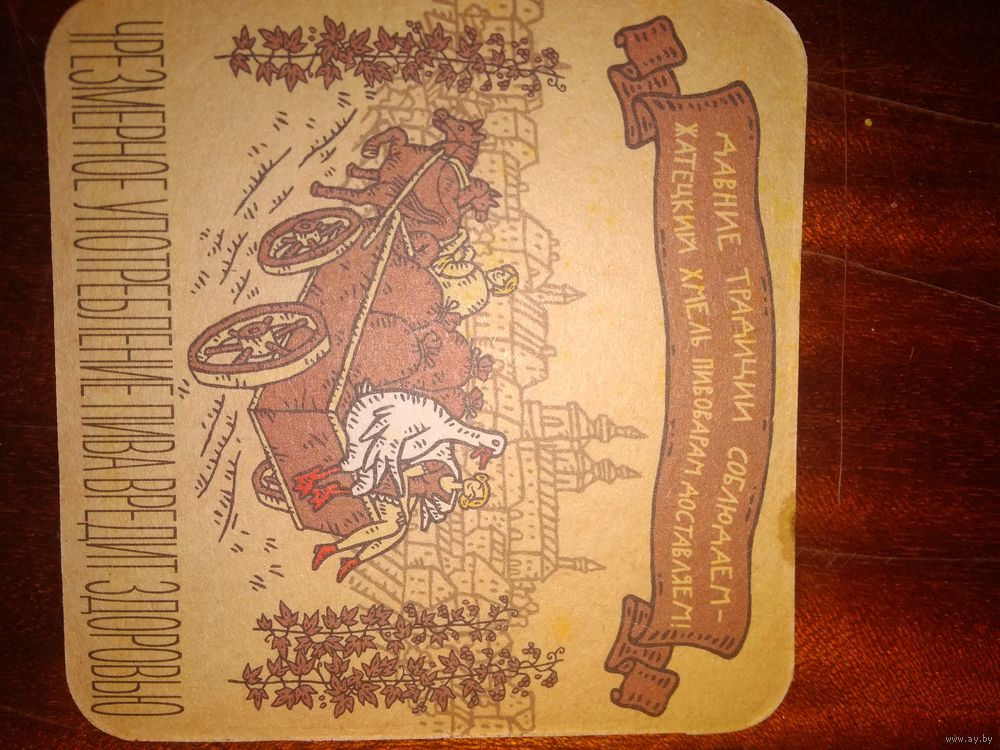 ДАВНИЕ ТРАДИЦИИ СОБЛЮДАЕМ-
ЖАТЕЦКИЙ ХМЕЛЬ ПИВОВАРАМ ДОСТАВЛЯЕМ!
ЧРЕЗМЕРНОЕ УПОТРЕБЛЕНИЕ ПИВА ВРЕДИТ ЗДОРОВЬЮ
www.ay.by